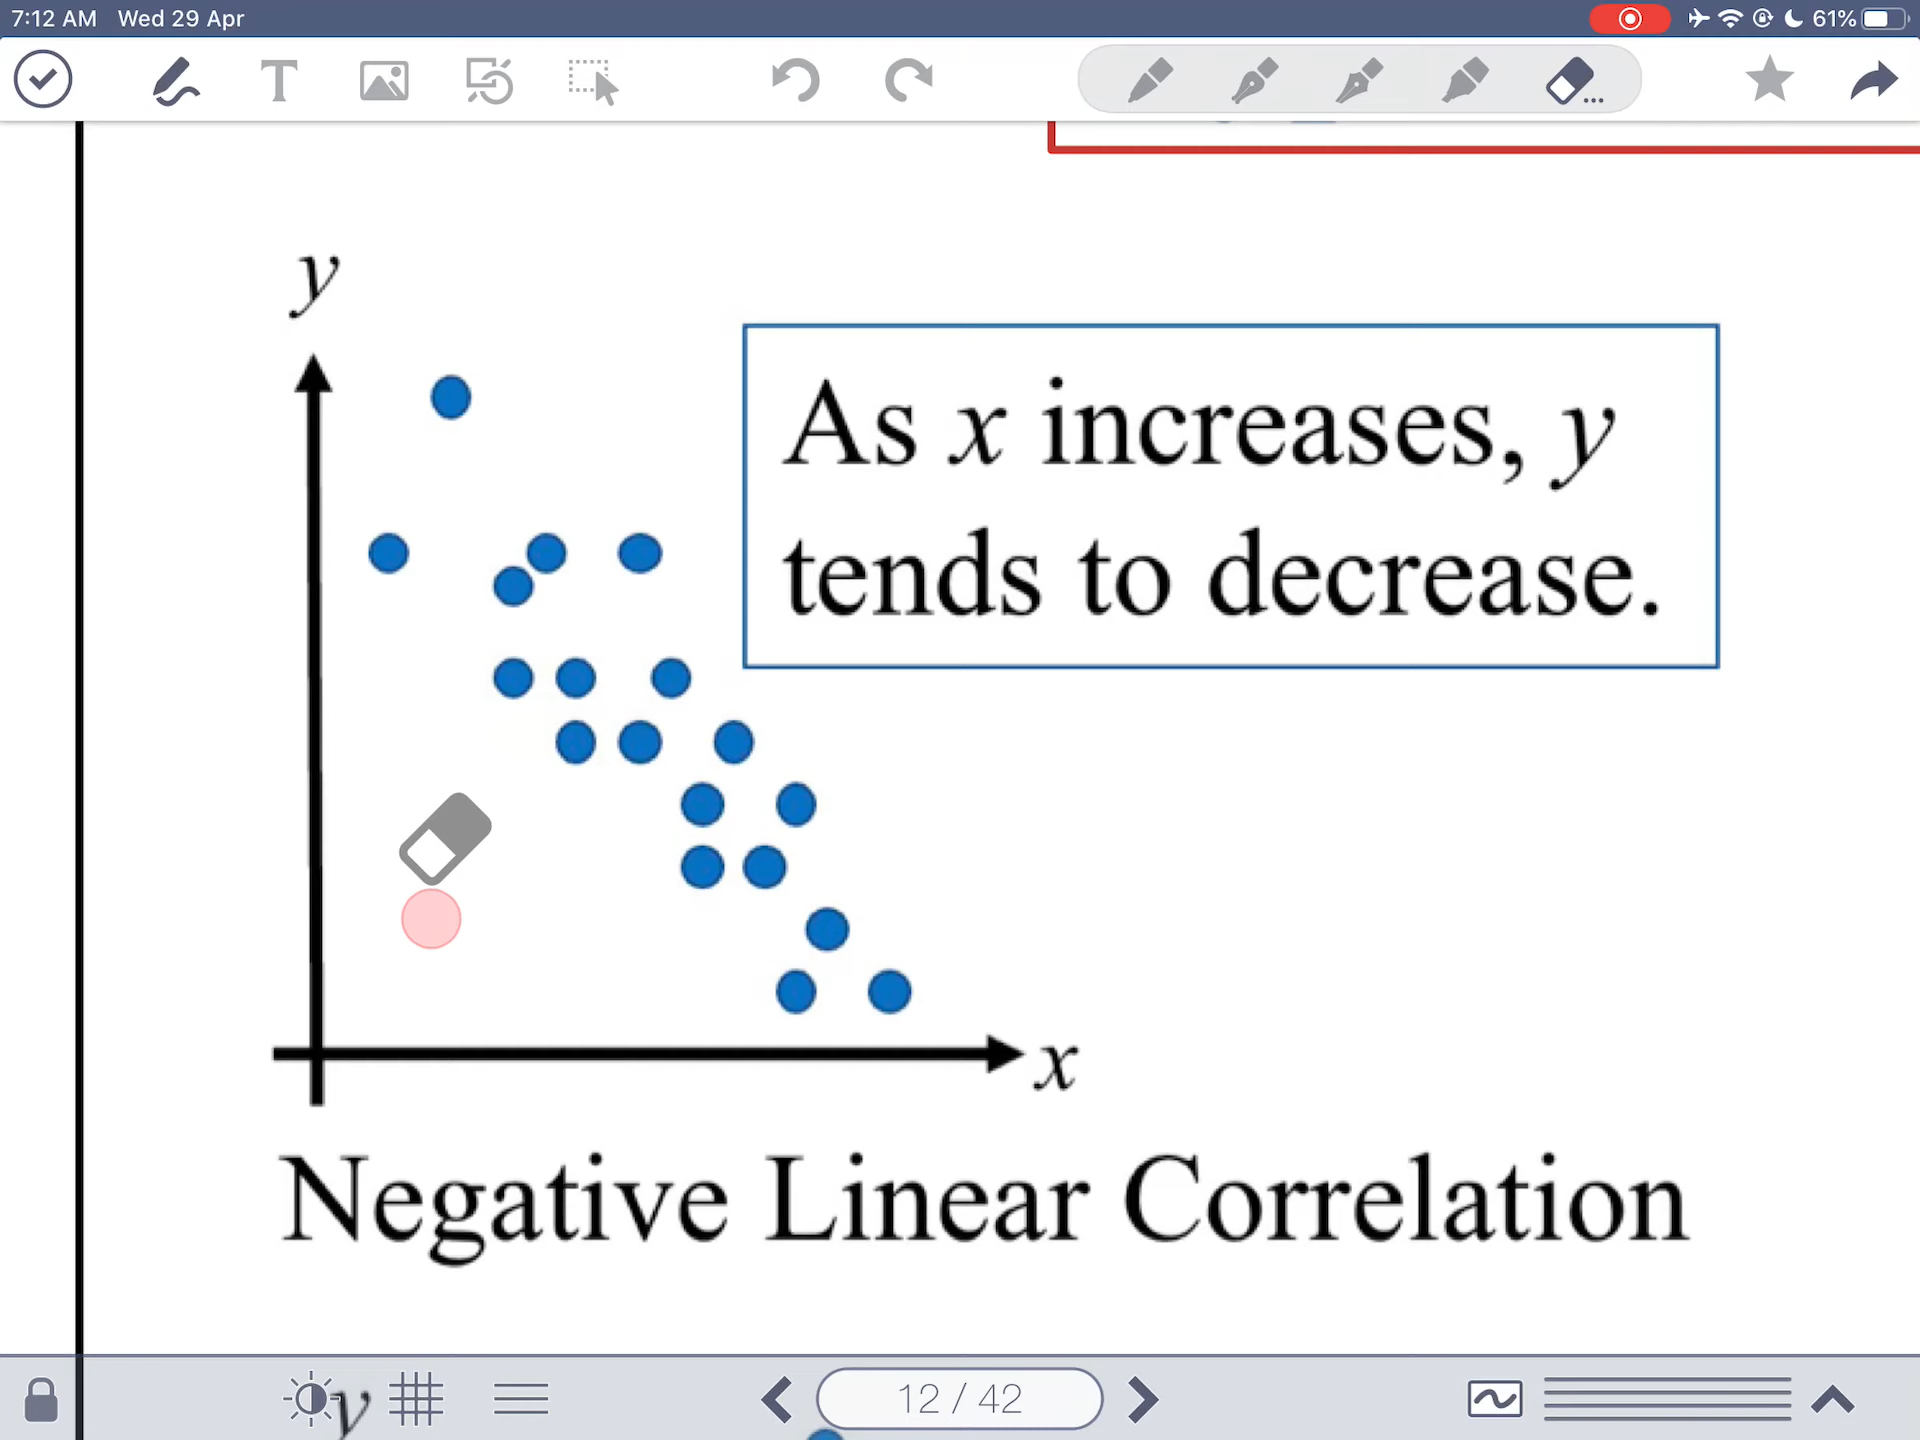 7:12 AM Wed 29 Apr 61%
T
y
As x increases, y
tends to decrease.
x
Negative Linear Correlation
y
12 / 42